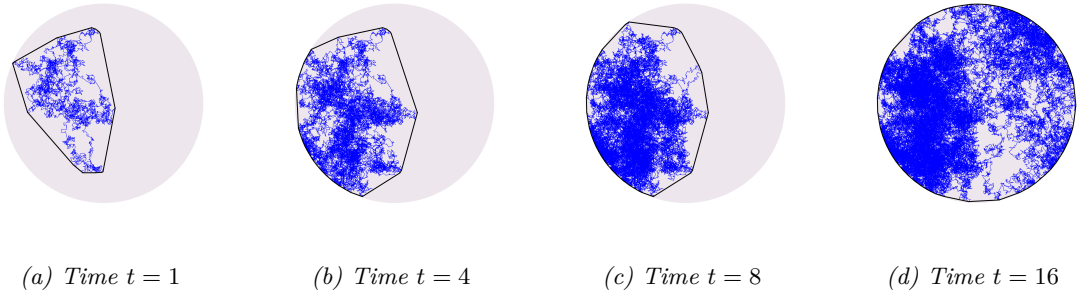 (a) Time t = 1
(b) Time t = 4
(c) Time t = 8
(d) Time t = 16